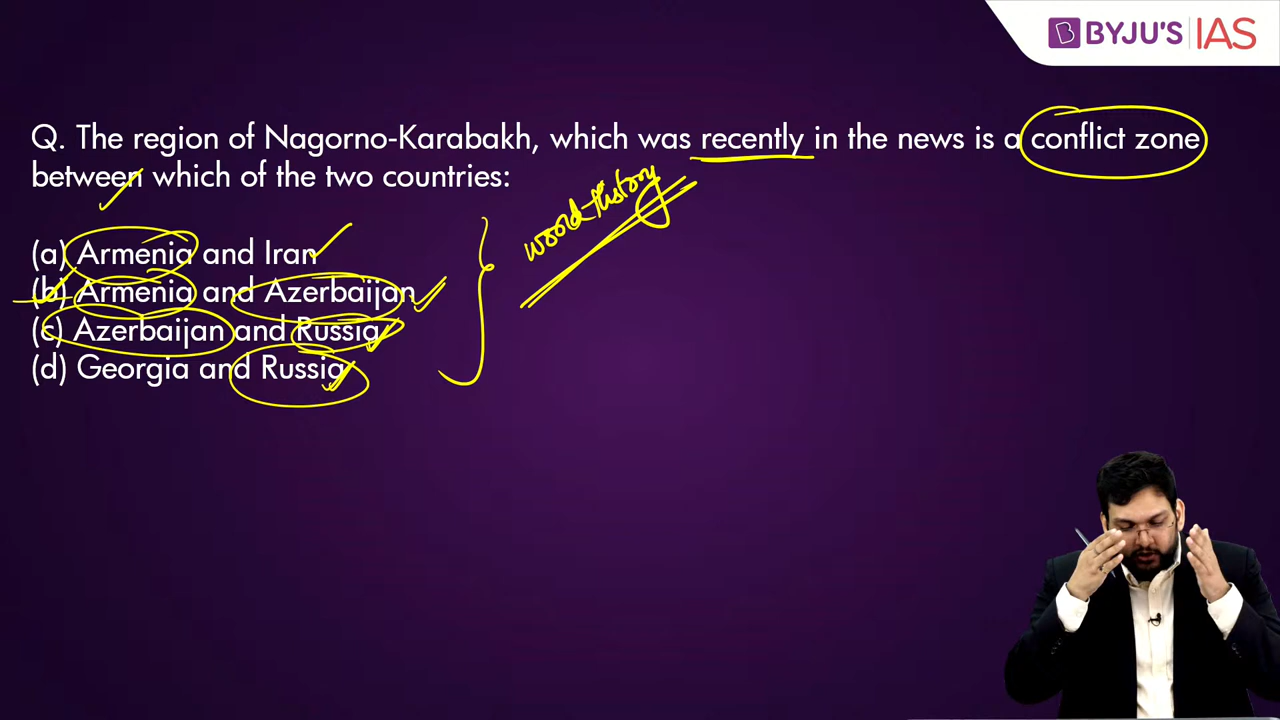 BYJU'S IAS
Q. The region of Nagorno-Karabakh, which was recently in the news is a conflict zone
between which of the two countries:
(a) Armenia and Iran
(b) Armenia and Azerbaijan
(c) Azerbaijan and Russia
(d) Georgia and Russia
world-history